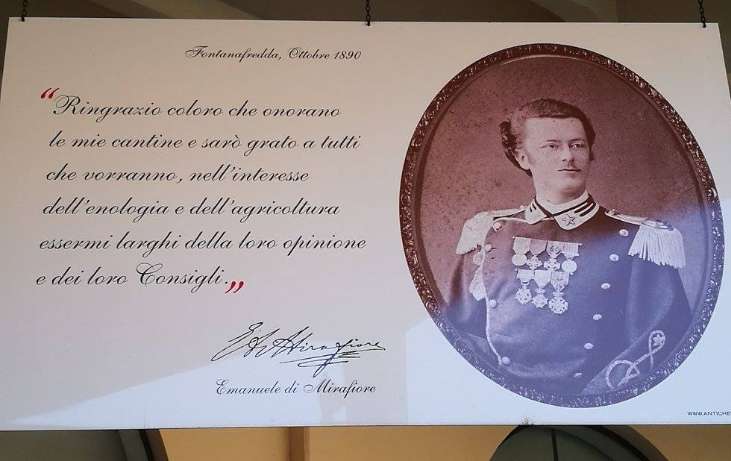 Fontanafredda, Ottobre 1890
“Ringrazio coloro che onorano
le mie cantine e sarò grato a tutti
che vorranno, nell'interesse
dell'enologia e dell'agricoltura
essermi larghi della loro opinione
e dei loro Consigli.„
Emanuele di Mirafiore